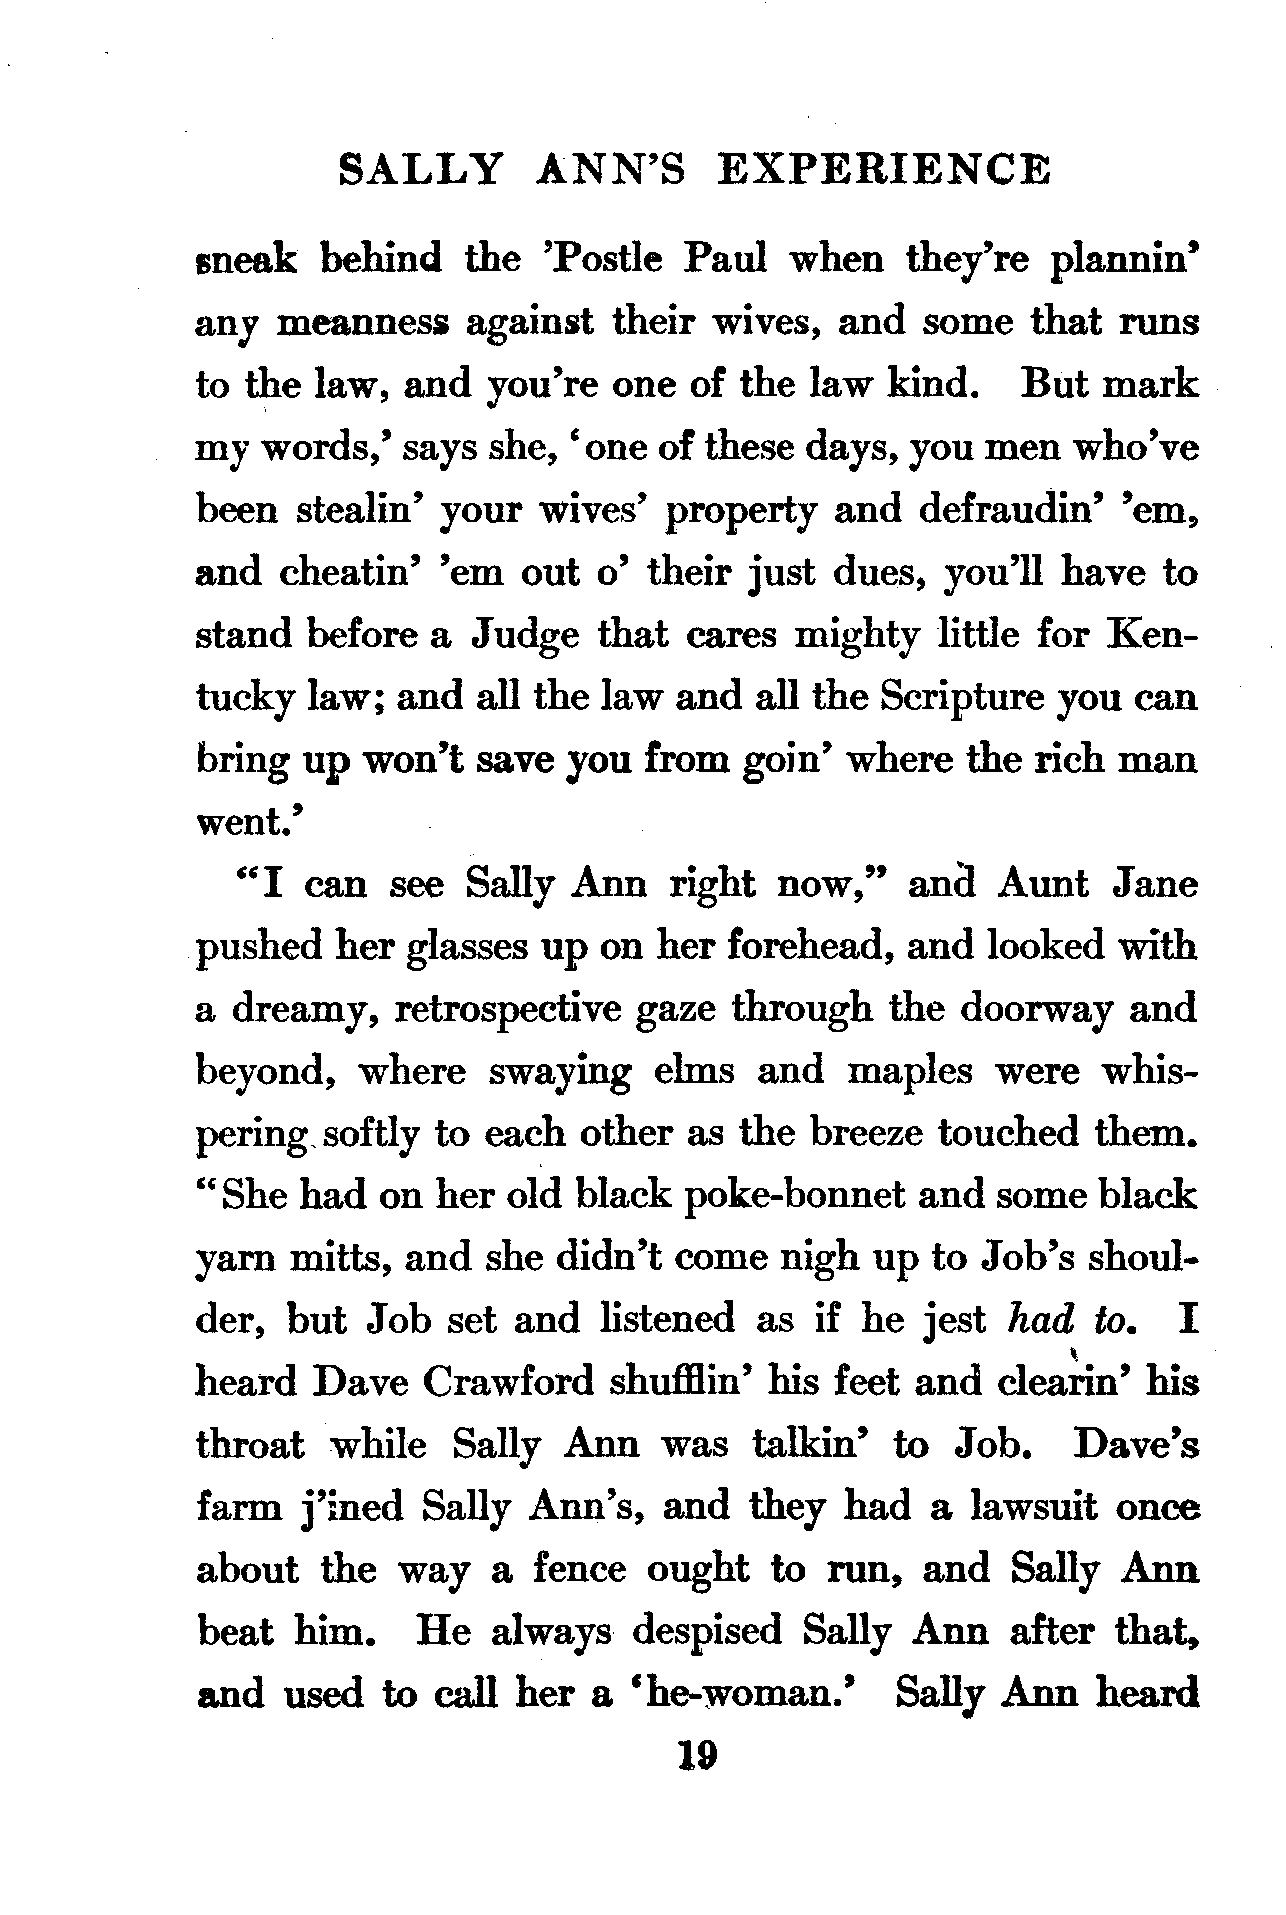 SALLY ANN'S EXPERIENCE
sneak behind the 'Postle Paul when they're plannin'
any meanness against their wives, and some that runs
to the law, and you're one of the law kind. But mark
my words,' says she, 'one of these days, you men who've
been stealin' your wives' property and defraudin' 'em,
and cheatin' 'em out o' their just dues, you'll have to
stand before a Judge that cares mighty little for Ken-
tucky law; and all the law and all the Scripture you can
bring up won't save you from goin' where the rich man
went.'
"I can see Sally Ann right now," and Aunt Jane
pushed her glasses up on her forehead, and looked with
a dreamy, retrospective gaze through the doorway and
beyond, where swaying elms and maples were whis-
pering softly to each other as the breeze touched them.
"She had on her old black poke-bonnet and some black
yarn mitts, and she didn't come nigh up to Job's shoul-
der, but Job set and listened as if he jest had to. I
heard Dave Crawford shufflin' his feet and clearin' his
throat while Sally Ann was talkin' to Job. Dave's
farm j'ined Sally Ann's, and they had a lawsuit once
about the way a fence ought to run, and Sally Ann
beat him. He always despised Sally Ann after that,
and used to call her a 'he-woman.' Sally Ann heard
19